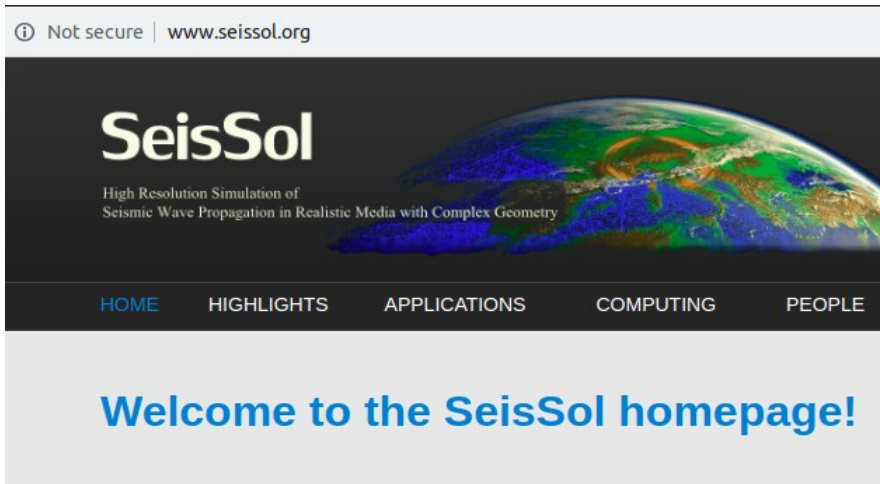 Not secure | www.seissol.org
SeisSol
High Resolution Simulation of
Seismic Wave Propagation in Realistic Media with Complex Geometry
HOME HIGHLIGHTS APPLICATIONS COMPUTING PEOPLE
Welcome to the SeisSol homepage!